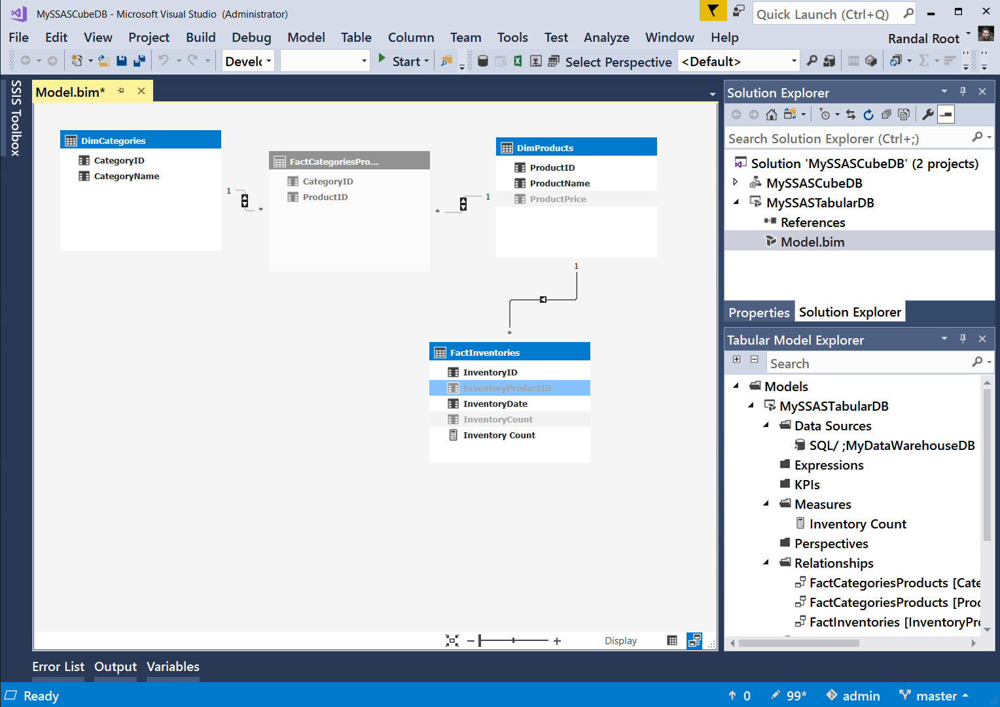 MySSASCubeDB - Microsoft Visual Studio (Administrator)
Quick Launch (Ctrl+Q)
File Edit View Project Build Debug Model Table Column Team Tools Test Analyze Window Help
Randal Root
Develc
Start
Select Perspective
<Default>
SSIS Toolbox
Model.bim*
DimCategories
CategoryID
CategoryName
1
*
FactCategoriesPro...
CategoryID
ProductID
*
1
DimProducts
ProductID
ProductName
ProductPrice
1
*
FactInventories
InventoryID
InventoryProductID
InventoryDate
InventoryCount
Inventory Count
Display
Solution Explorer
Search Solution Explorer (Ctrl+;)
Solution 'MySSASCubeDB' (2 projects)
MySSASCubeDB
MySSASTabularDB
References
Model.bim
Properties Solution Explorer
Tabular Model Explorer
Search
Models
MySSASTabularDB
Data Sources
SQL/ ;MyDataWarehouseDB
Expressions
KPIs
Measures
Inventory Count
Perspectives
Relationships
FactCategoriesProducts [Cate
FactCategoriesProducts [Proc
FactInventories [InventoryPro
Error List Output Variables
Ready
0
99*
admin
master